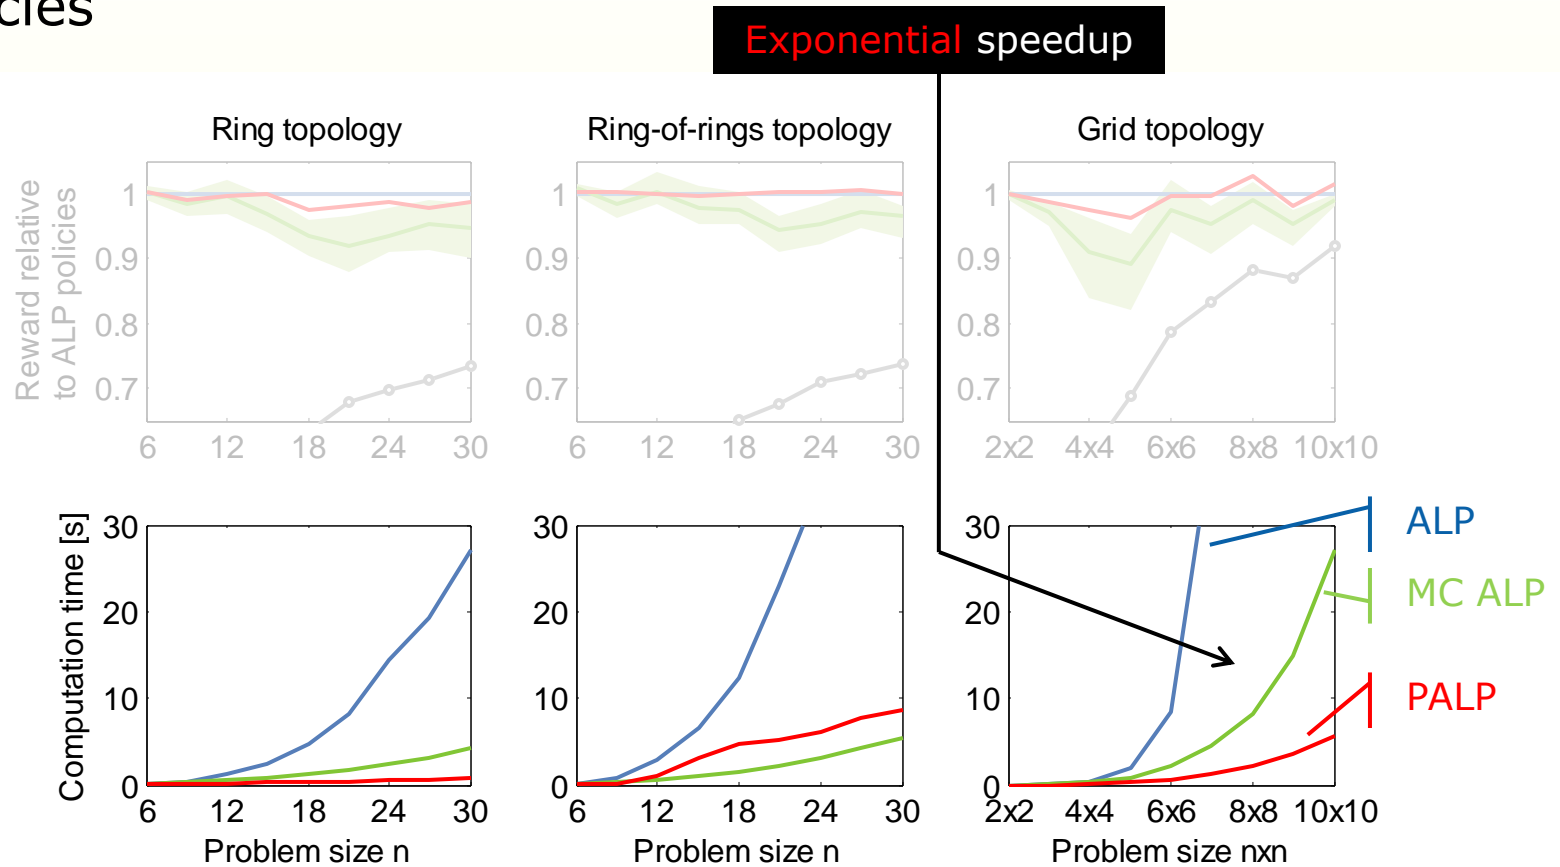 Exponential speedup
Ring topology
Ring-of-rings topology
Grid topology
Reward relative
to ALP policies
1
0.9
0.8
0.7
6 12 18 24 30
1
0.9
0.8
0.7
6 12 18 24 30
1
0.9
0.8
0.7
2x2 4x4 6x6 8x8 10x10
Computation time [s]
30
20
10
0
6 12 18 24 30
Problem size n
30
20
10
0
6 12 18 24 30
Problem size n
30
20
10
0
2x2 4x4 6x6 8x8 10x10
Problem size nxn
ALP
MC ALP
PALP